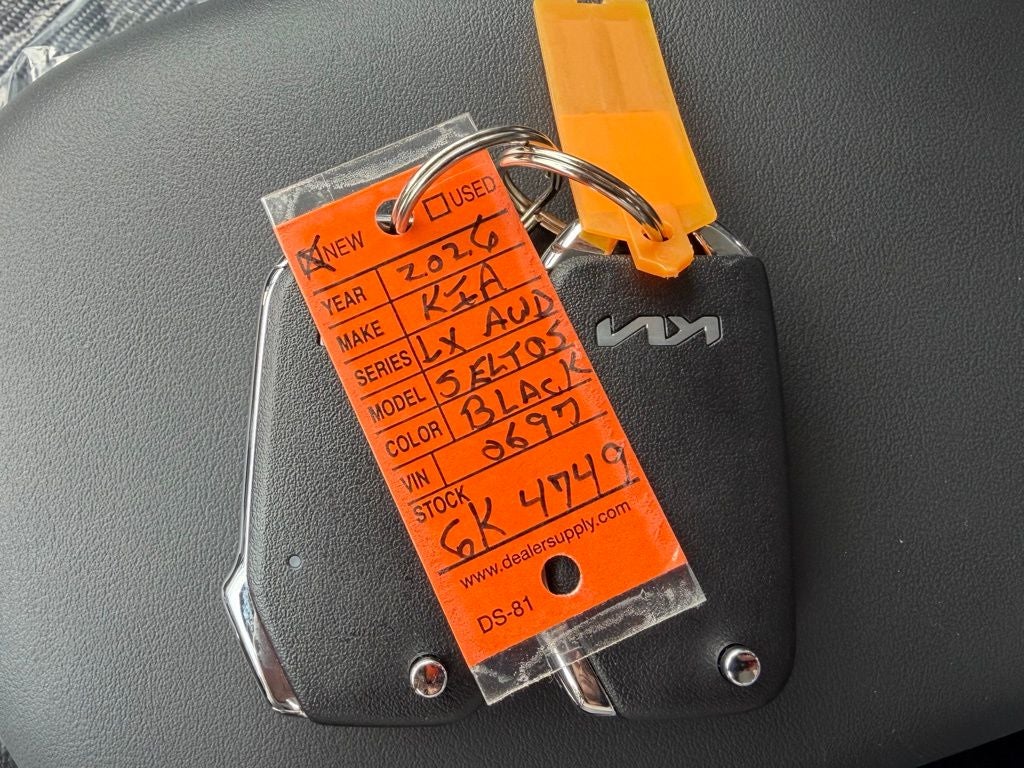 NEW USED
YEAR 2026
MAKE KIA
SERIES LX AWD
MODEL SELTOS
COLOR BLACK
VIN 0697
STOCK
6K 4749
www.dealersupply.com
DS-81
KIA